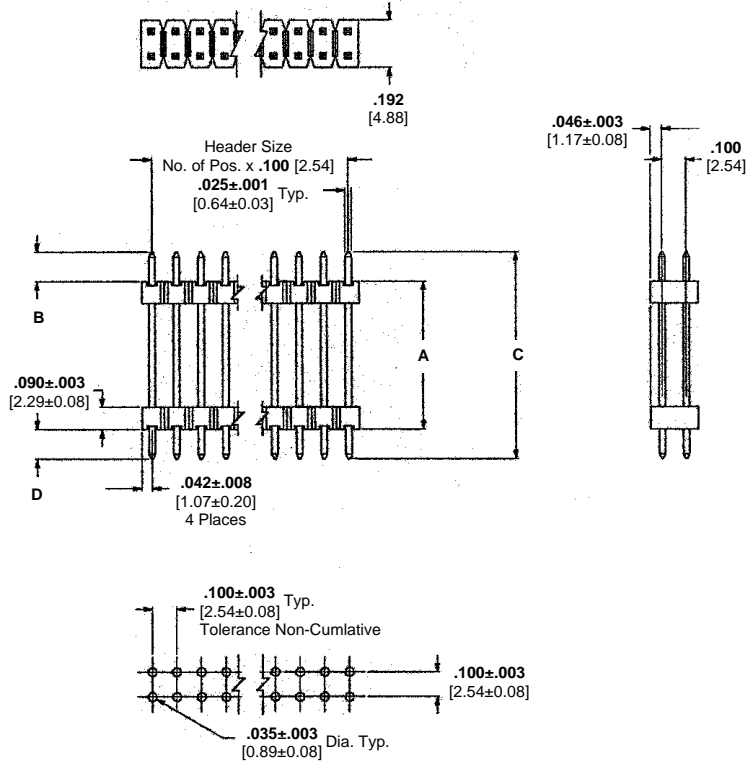 .192
[4.88]
.046±.003
[1.17±0.08]
.100
[2.54]
Header Size
No. of Pos. x .100 [2.54]
.025±.001
[0.64±0.03] Typ.
B
A
C
.090±.003
[2.29±0.08]
D
.042±.008
[1.07±0.20]
4 Places
.100±.003
[2.54±0.08] Typ.
Tolerance Non-Cumlative
.100±.003
[2.54±0.08]
.035±.003
[0.89±0.08] Dia. Typ.